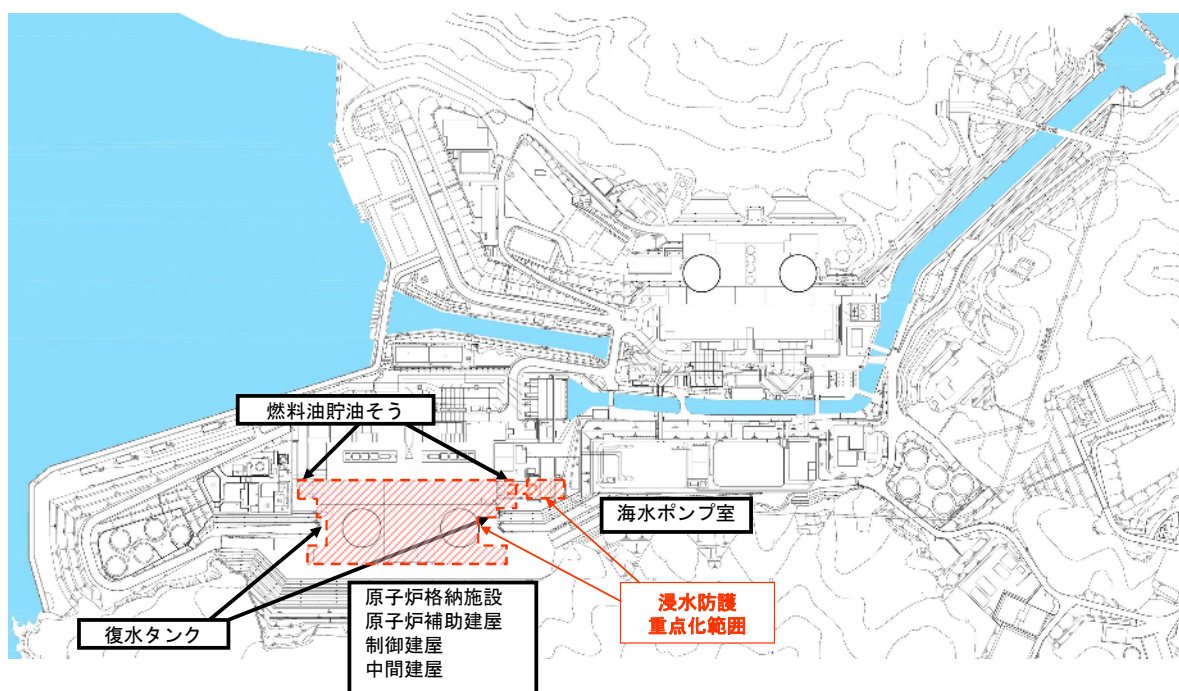 燃料油貯油そう
海水ポンプ室
浸水防護
重点化範囲
復水タンク
原子炉格納施設
原子炉補助建屋
制御建屋
中間建屋